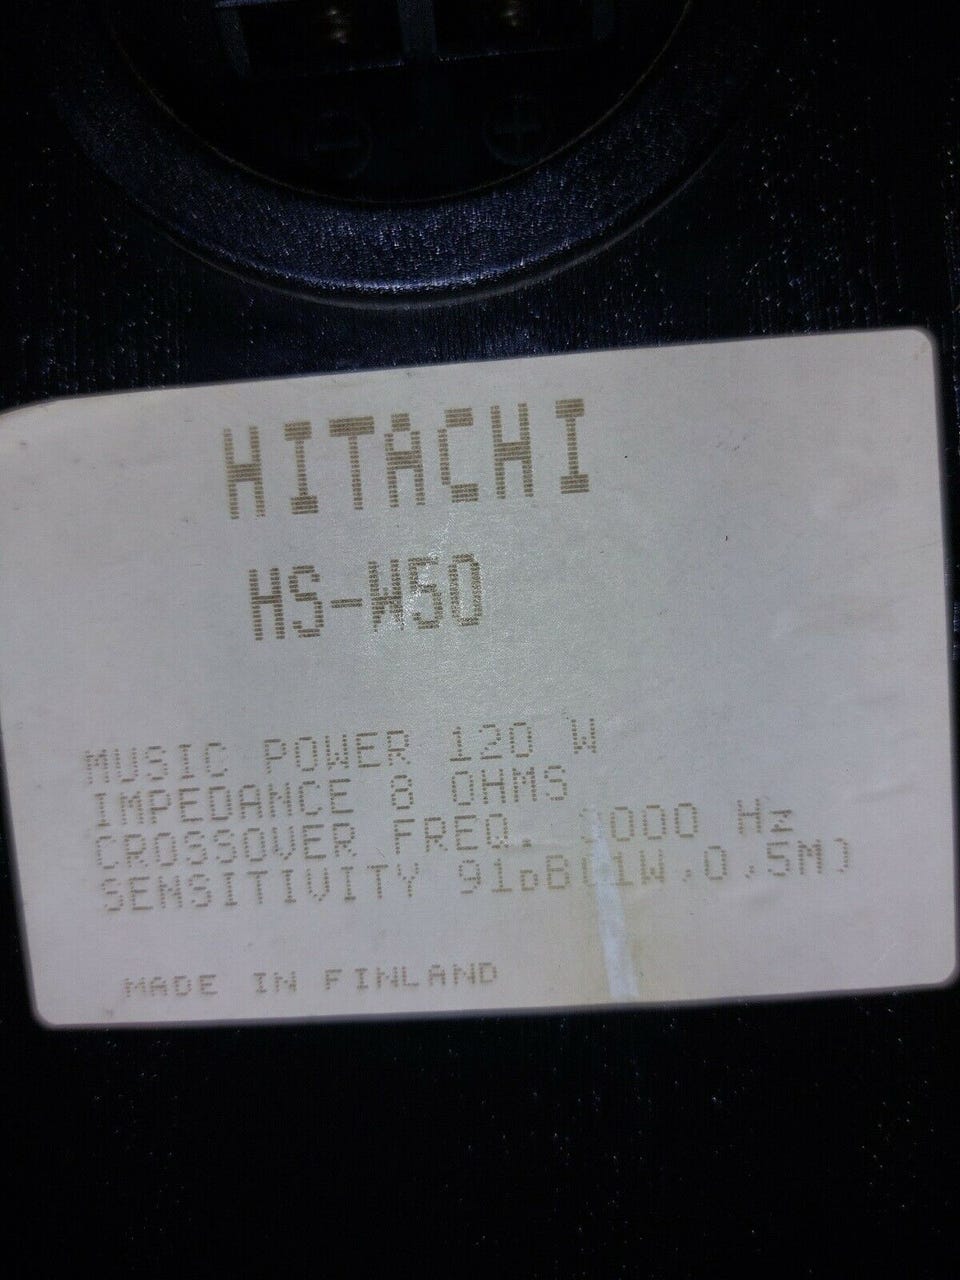 HITACHI
HS-W50
MUSIC POWER 120 W
IMPEDANCE 8 OHMS
CROSSOVER FREQ. Hz
SENSITIVITY 91DB(1W,0,5M)
MADE IN FINLAND